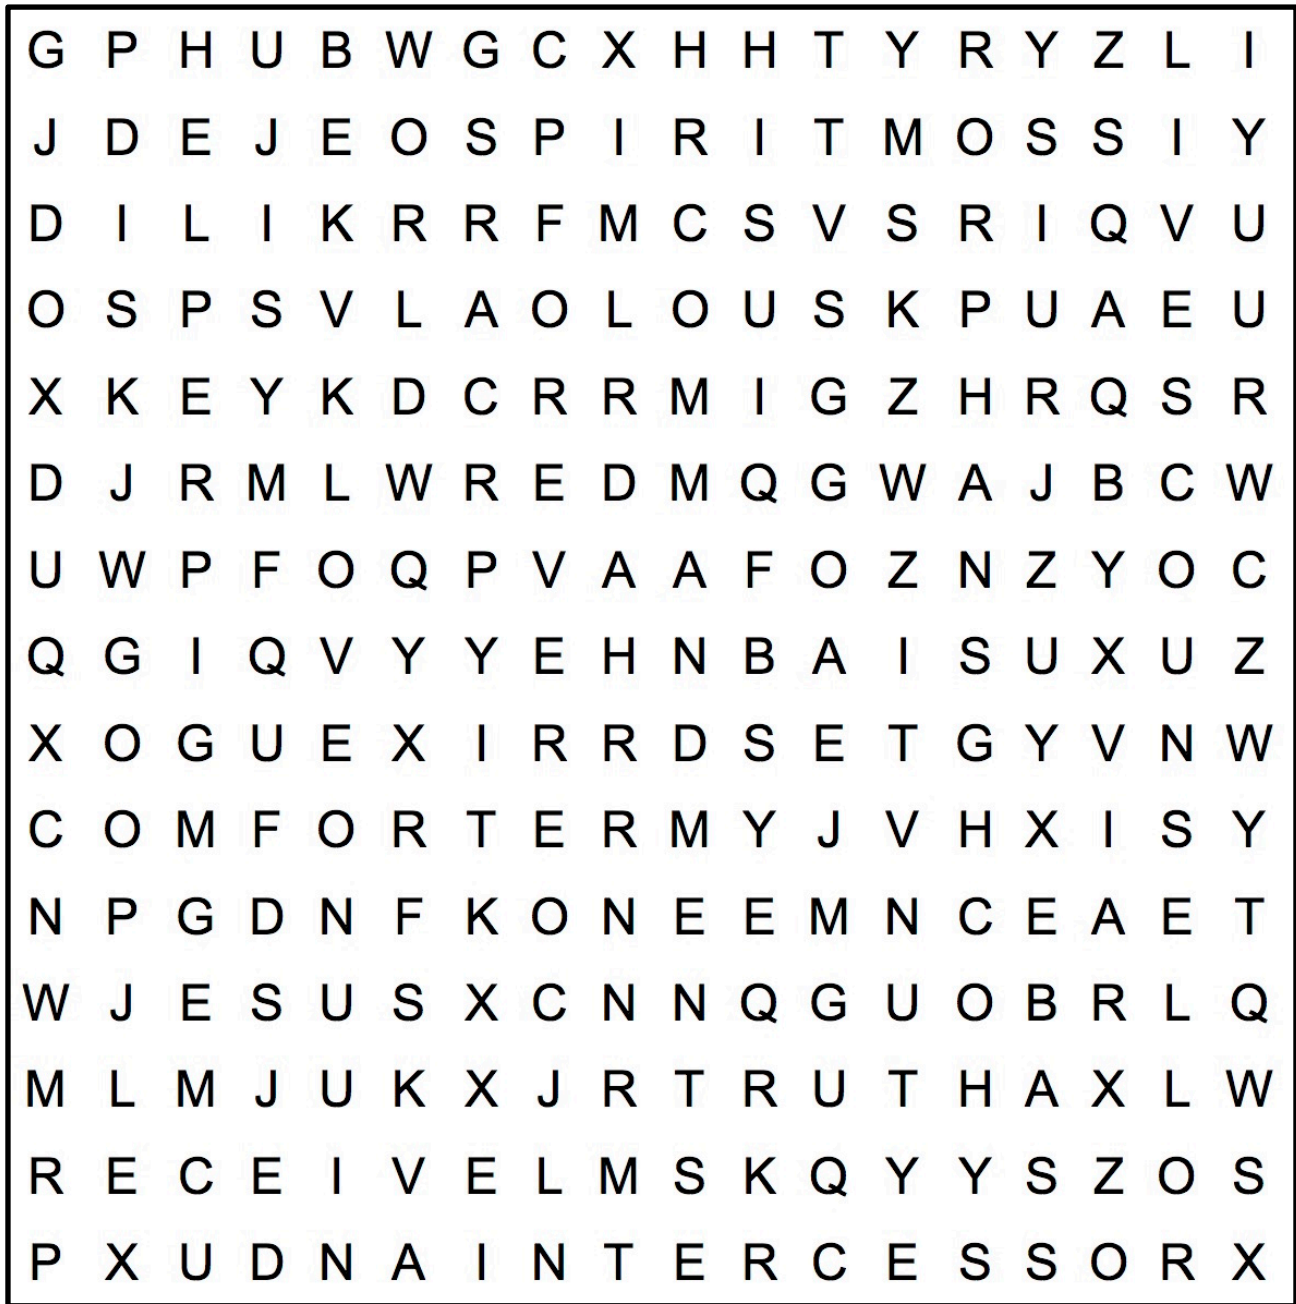 G P H U B W G C X H H T Y R Y Z L I
J D E J E O S P I R I T M O S S I Y
D I L I K R R F M C S V S R I Q V U
O S P S V L A O L O U S K P U A E U
X K E Y K D C R R M I G Z H R Q S R
D J R M L W R E D M Q G W A J B C W
U W P F O Q P V A A F O Z N Z Y O C
Q G I Q V Y Y E H N B A I S U X U Z
X O G U E X I R R D S E T G Y V N W
C O M F O R T E R M Y J V H X I S Y
N P G D N F K O N E E M N C E A E T
W J E S U S X C N N Q G U O B R L Q
M L M J U K X J R T R U T H A X L W
R E C E I V E L M S K Q Y Y S Z O S
P X U D N A I N T E R C E S S O R X